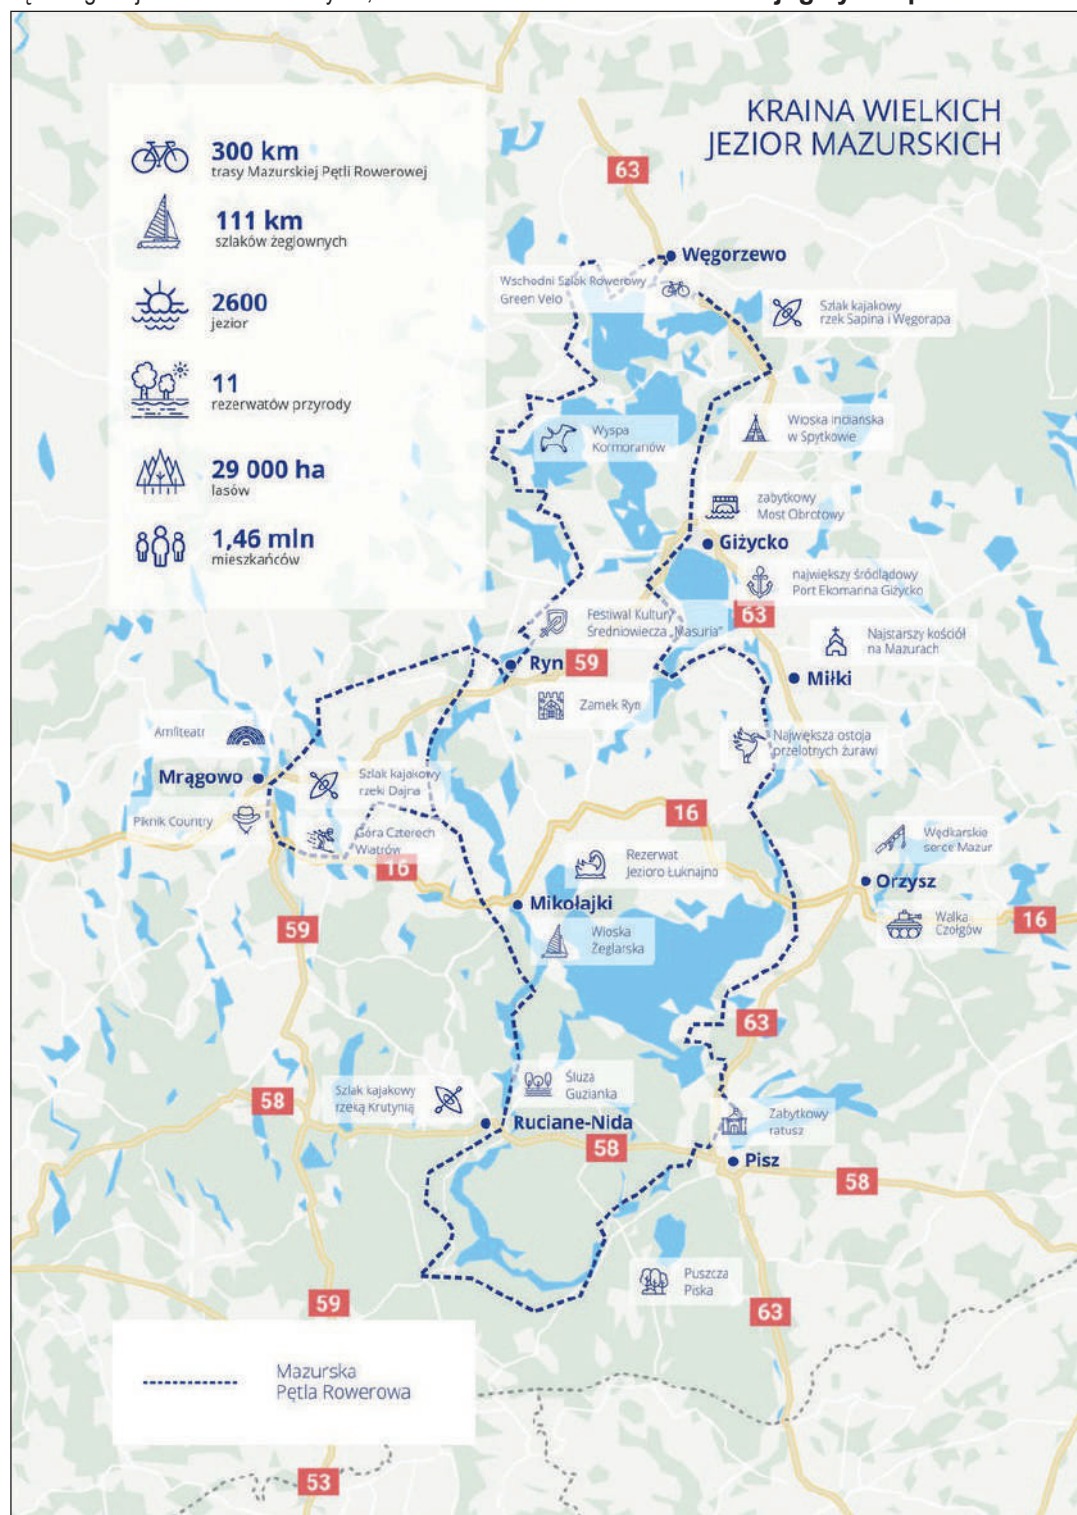 KRAINA WIELKICH
JEZIOR MAZURSKICH
300 km
trasy Mazurskiej Pętli Rowerowej
111 km
szlaków żeglownych
2600
jezior
11
rezerwatów przyrody
29 000 ha
lasów
1,46 mln
mieszkańców
63
Węgorzewo
Wschodni Szlak Rowerowy
Green Velo
Szlak kajakowy
rzek Sapina i Węgorapa
Wyspa
Kormoranów
Wioska Indiańska
w Spytkowie
zabytkowy
Most Obrotowy
Giżycko
największy śródlądowy
Port Ekomarina Giżycko
63
Festiwal Kultury
Średniowiecza „Masuria"
Najstarszy kościół
na Mazurach
Ryn
59
Miłki
Zamek Ryn
Amfiteatr
Największa ostoja
przelotnych żurawi
Mrągowo
Szlak kajakowy
rzeki Dajna
Piknik Country
Góra Czterech
Wiatrów
16
16
Rezerwat
Jezioro Łuknajno
Wędkarskie
serce Mazur
Orzysz
Mikołajki
59
Wioska
Żeglarska
Walka
Czołgów
16
63
Śluza
Guzianka
Szlak kajakowy
rzeką Krutynią
58
Ruciane-Nida
58
Zabytkowy
ratusz
Pisz
58
Puszcza
Piska
59
63
Mazurska
Pętla Rowerowa
53